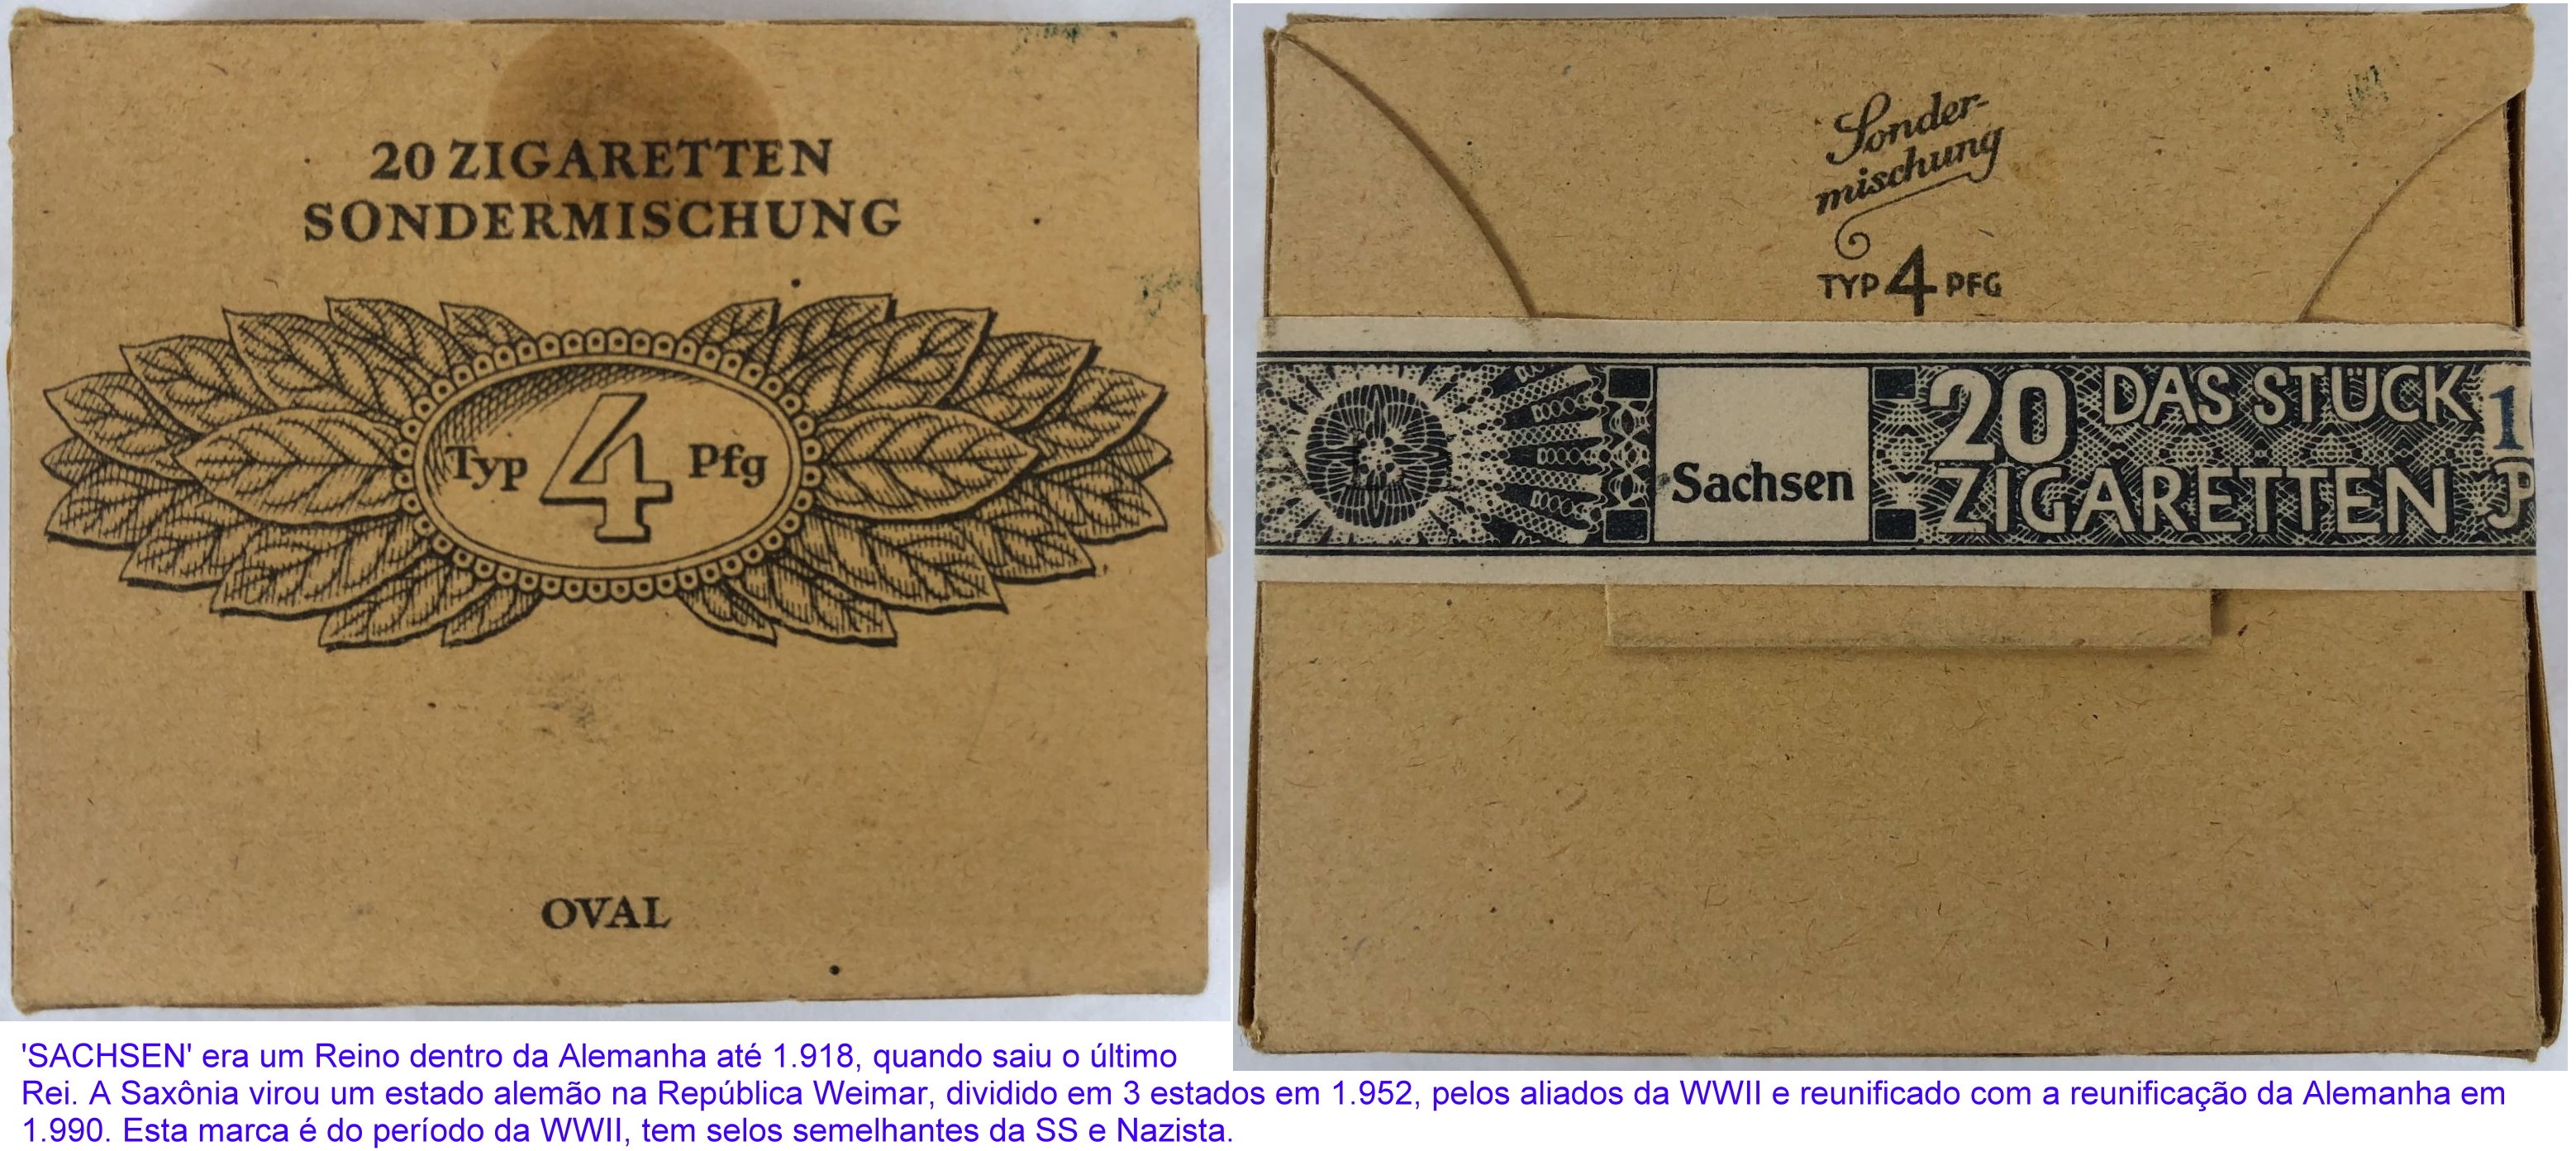 20 ZIGARETTEN
SONDERMISCHUNG
Typ 4 Pfg
OVAL
Sonder-
mischung
TYP 4 PFG
Sachsen
20 DAS STÜCK 1
ZIGARETTEN P
'SACHSEN' era um Reino dentro da Alemanha até 1.918, quando saiu o último
Rei. A Saxônia virou um estado alemão na República Weimar, dividido em 3 estados em 1.952, pelos aliados da WWII e reunificado com a reunificação da Alemanha em
1.990. Esta marca é do período da WWII, tem selos semelhantes da SS e Nazista.